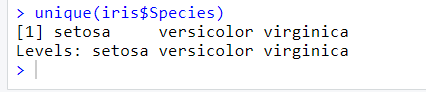 > unique(iris$Species)
[1] setosa     versicolor virginica
Levels: setosa versicolor virginica
>